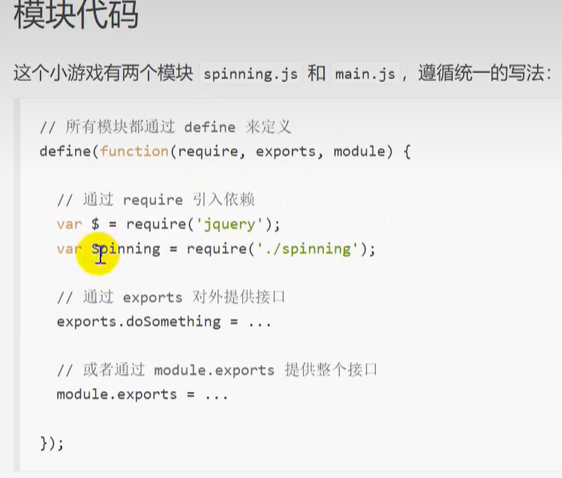 模块代码
这个小游戏有两个模块 spinning.js 和 main.js，遵循统一的写法：
// 所有模块都通过 define 来定义
define(function(require, exports, module) {
// 通过 require 引入依赖
var $ = require('jquery');
var Spinning = require('./spinning');
// 通过 exports 对外提供接口
exports.doSomething = ...
// 或者通过 module.exports 提供整个接口
module.exports = ...
});